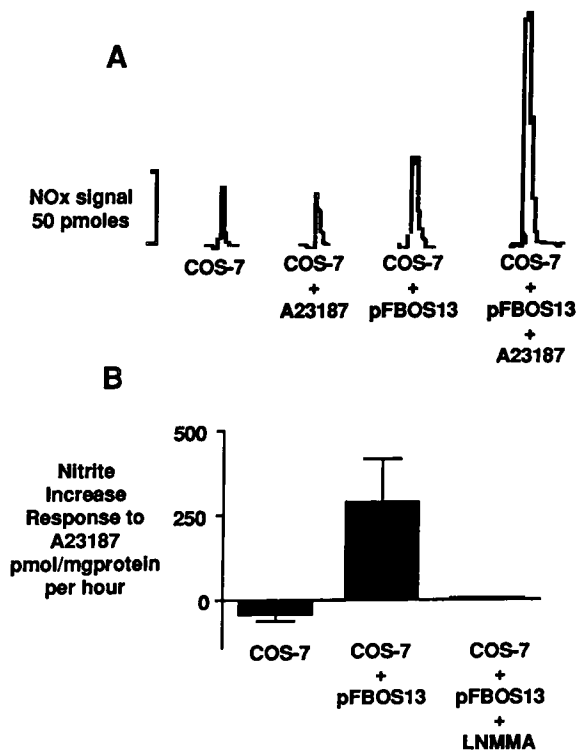 A
NOx signal
50 pmoles
COS-7
COS-7
+
A23187
COS-7
+
pFBOS13
COS-7
+
pFBOS13
+
A23187
B
Nitrite
Increase
Response to
A23187
pmol/mgprotein
per hour
500
250
0
COS-7
COS-7
+
pFBOS13
COS-7
+
pFBOS13
+
LNMMA